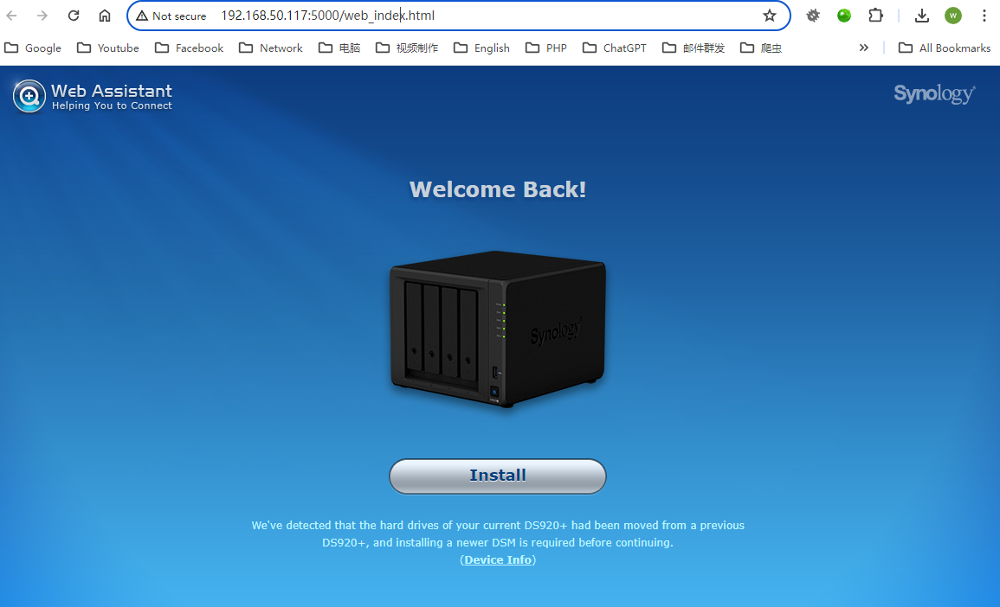 Not secure 192.168.50.117:5000/web_index.html
W
Google Youtube Facebook Network 电脑 视频制作 English PHP ChatGPT 邮件群发 爬虫 » All Bookmarks
Web Assistant
Helping You to Connect
Synology
Welcome Back!
Synology
Install
We've detected that the hard drives of your current DS920+ had been moved from a previous
DS920+, and installing a newer DSM is required before continuing.
(Device Info)